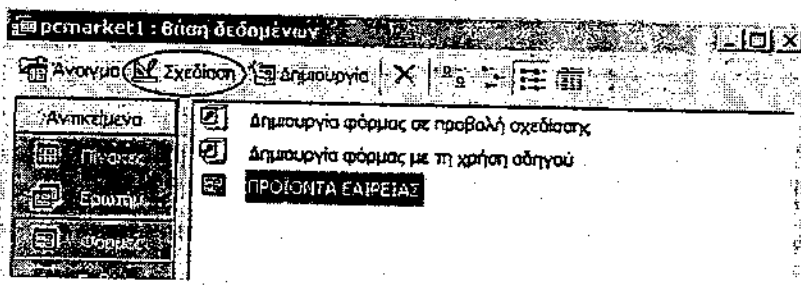 pcmarket1 : Βάση δεδομένων
Άνοιγμα Σχεδίαση Δημιουργία
Αντικείμενα
Δημιουργία φόρμας σε προβολή σχεδίασης
Πίνακες
Δημιουργία φόρμας με τη χρήση οδηγού
Ερωτήμ
ΠΡΟΪΟΝΤΑ ΕΑΙΡΕΙΑΣ
Φόρμες